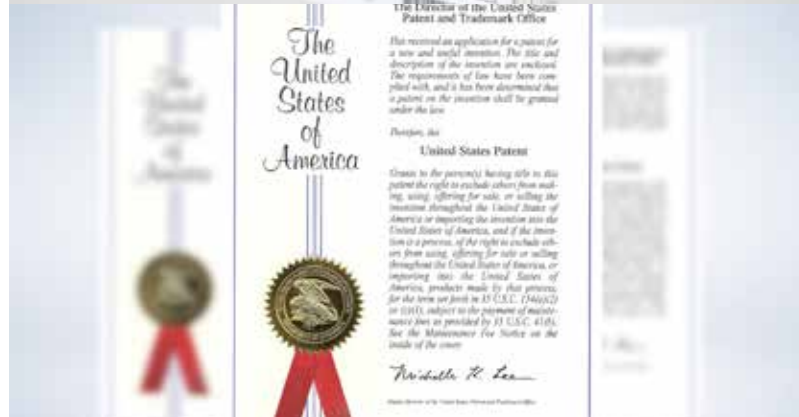 The
United
States
of
America
The Director of the United States
Patent and Trademark Office
Has received an application for a patent for
a new and useful invention. The title and
description of the invention are enclosed.
The requirements of law have been com-
plied with, and it has been determined that
a patent on the invention shall be granted
under the law.
Therefore, this
United States Patent
Grants to the person(s) having title to this
patent the right to exclude others from mak-
ing, using, offering for sale, or selling the
invention throughout the United States of
America or importing the invention into the
United States of America, and if the inven-
tion is a process, of the right to exclude oth-
ers from using, offering for sale or selling
throughout the United States of America, or
importing into the United States of
America, products made by that process,
for the term set forth in 35 U.S.C. 154(a)(2)
or (c)(1), subject to the payment of mainte-
nance fees as provided by 35 U.S.C. 41(b).
See the Maintenance Fee Notice on the
inside of the cover.
Michelle K. Lee